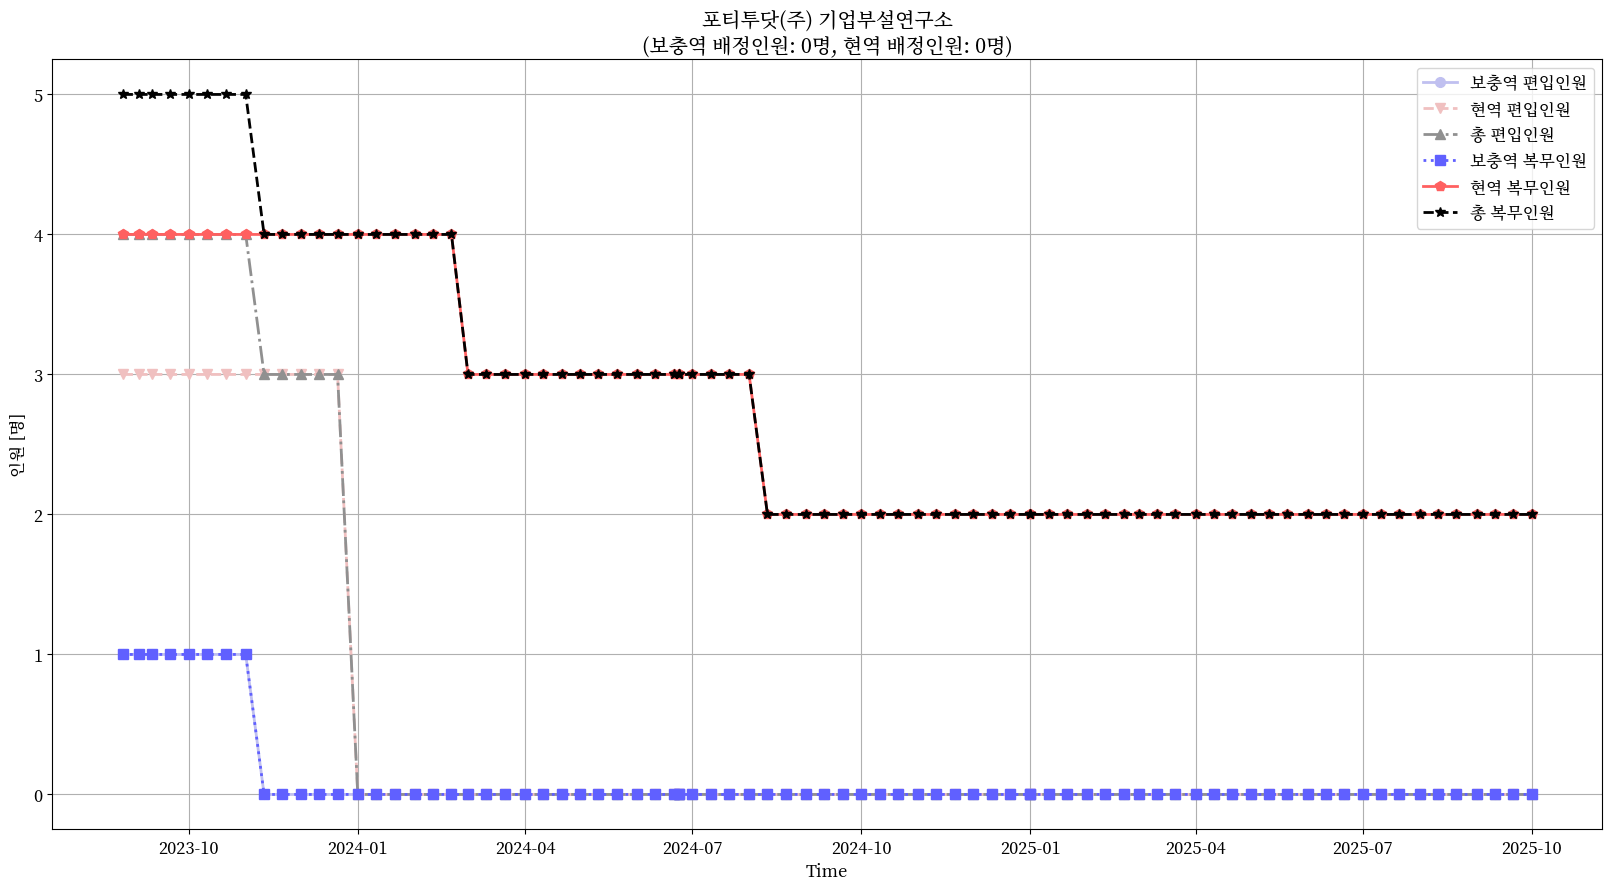 포티투닷(주) 기업부설연구소
(보충역 배정인원: 0명, 현역 배정인원: 0명)
보충역 편입인원
현역 편입인원
총 편입인원
보충역 복무인원
현역 복무인원
총 복무인원
인원 [명]
5
4
3
2
1
0
2023-10
2024-01
2024-04
2024-07
2024-10
2025-01
2025-04
2025-07
2025-10
Time